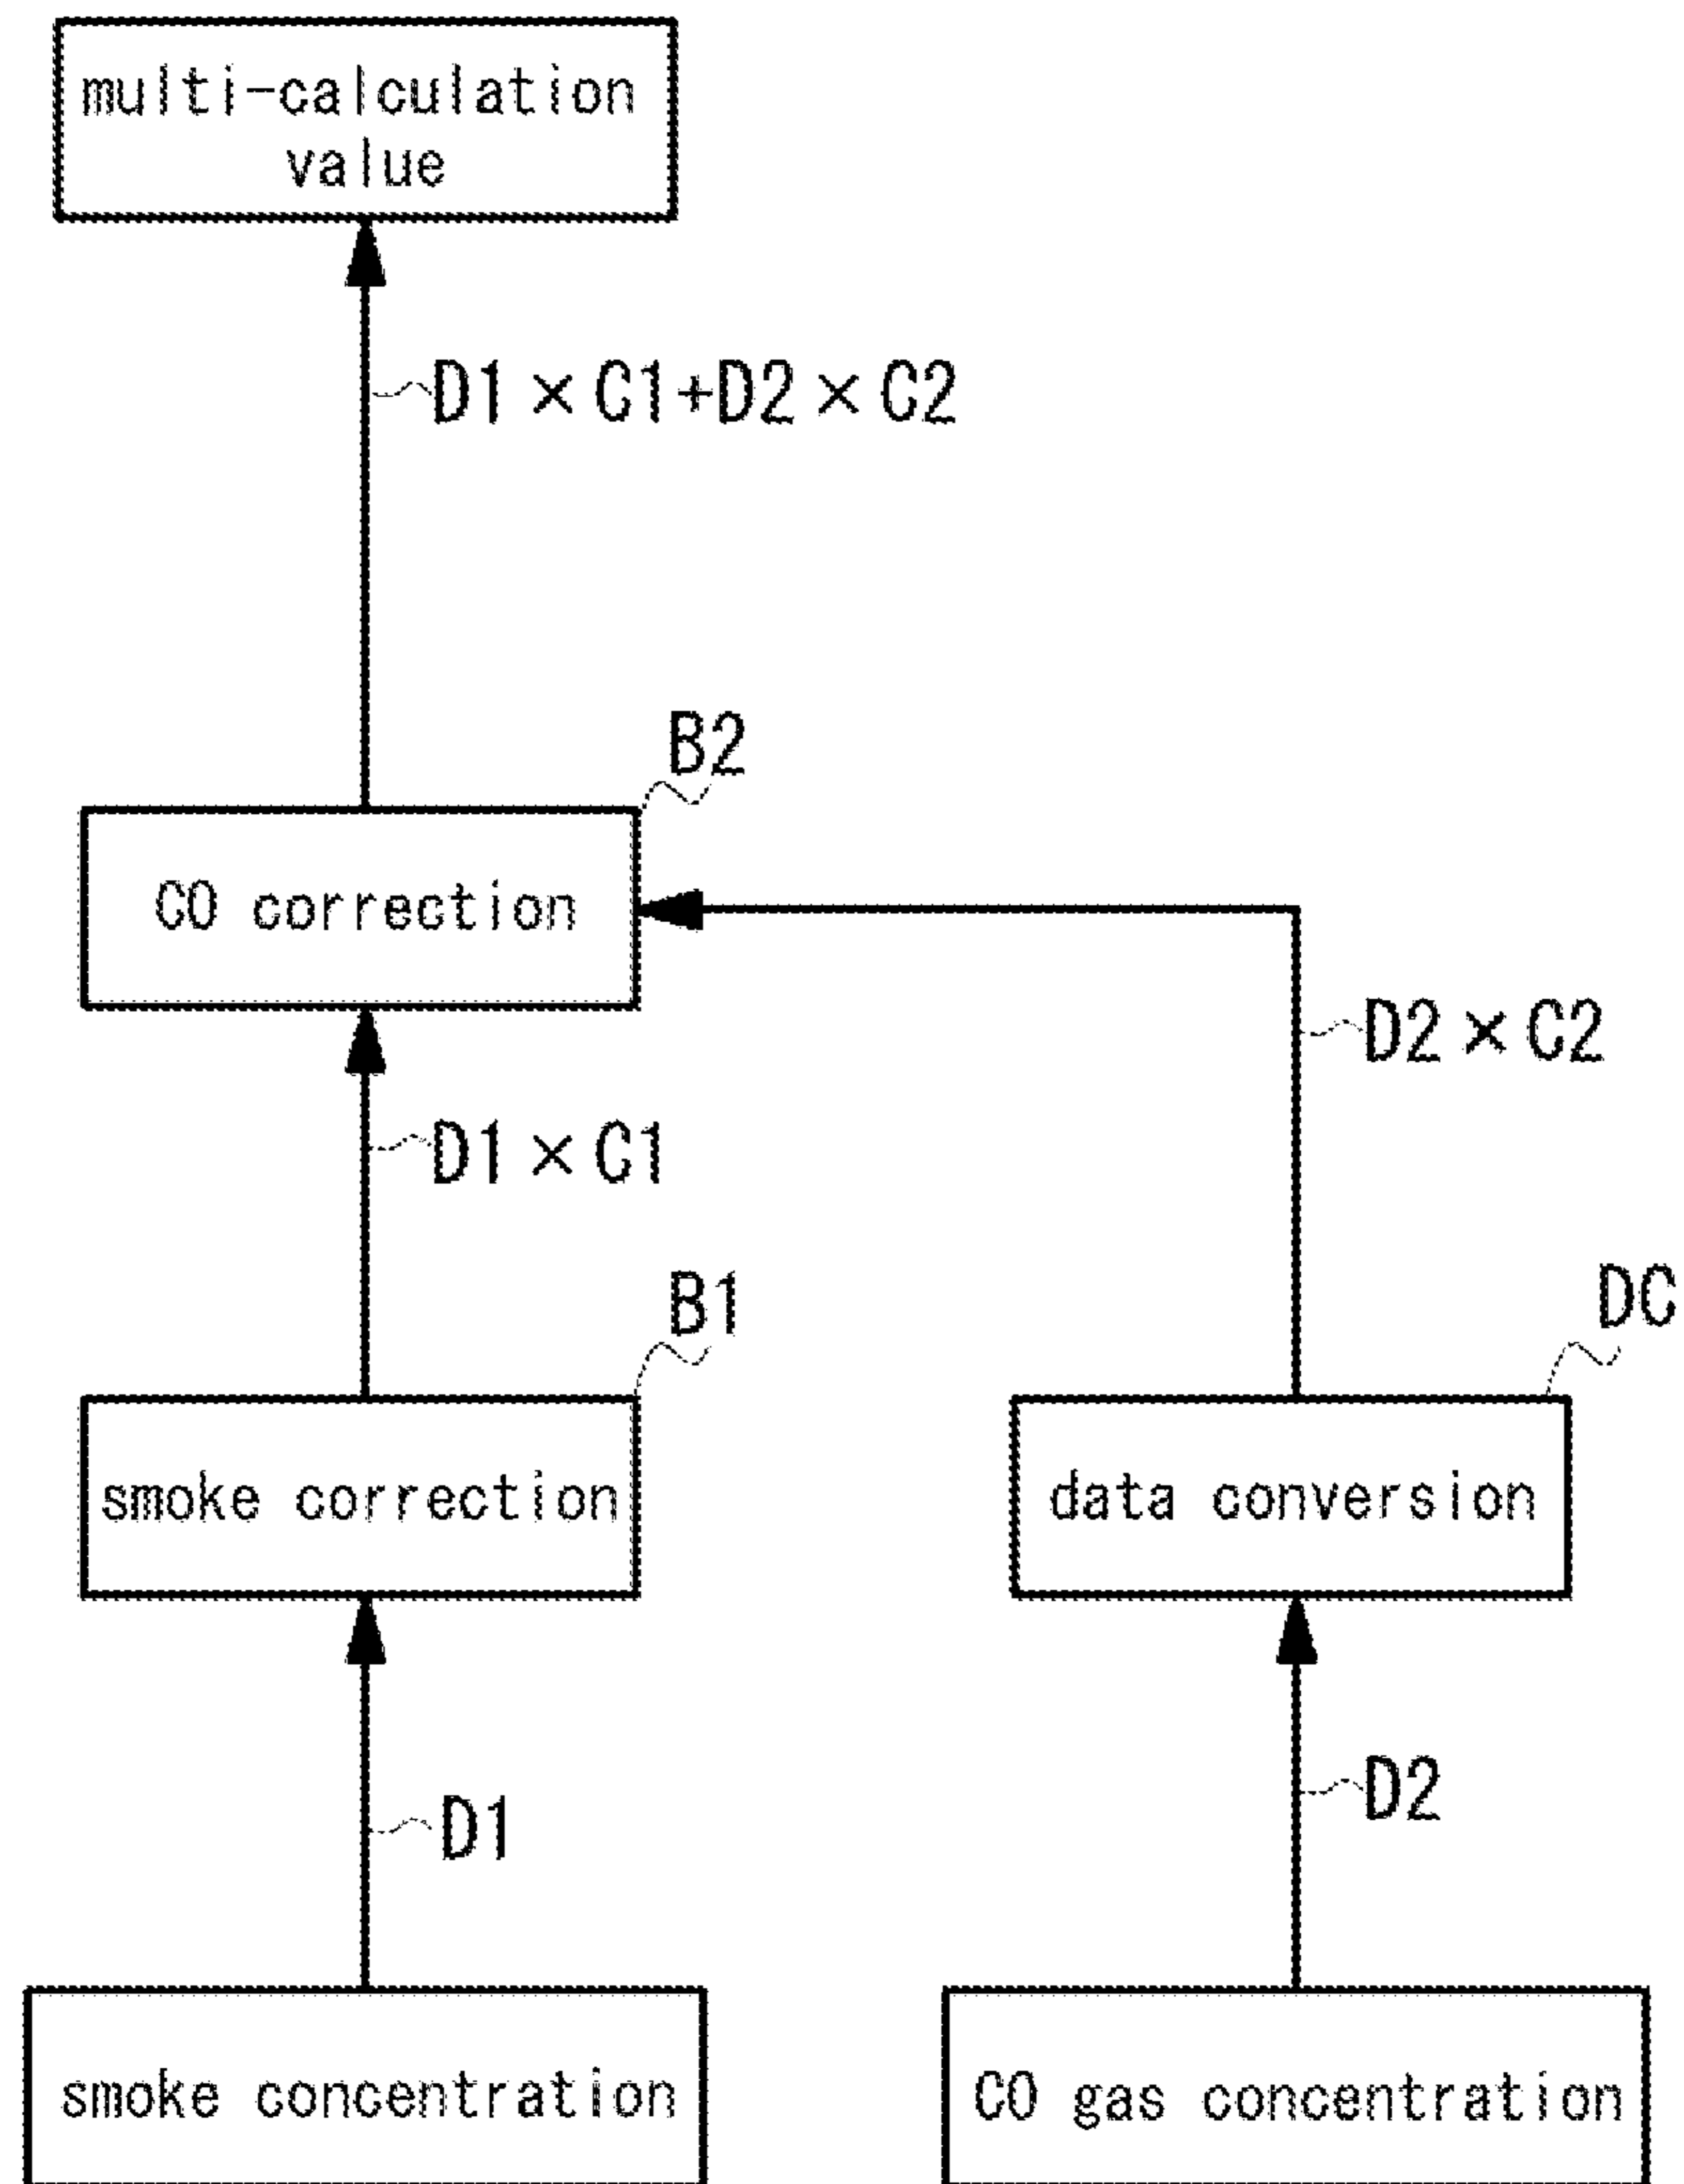 multi-calculation
value
D1×C1+D2×C2
B2
CO correction
D2×C2
D1×C1
B1
DC
smoke correction
data conversion
D1
D2
smoke concentration
CO gas concentration